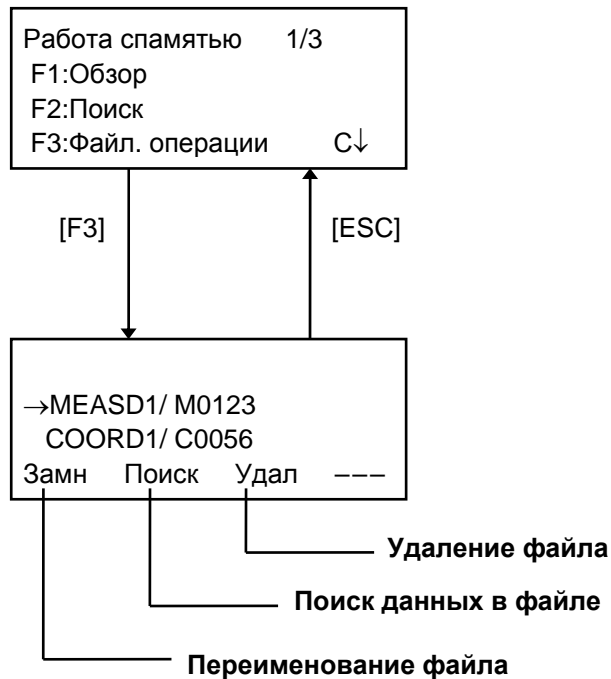 Работа спамятью 1/3
F1:Обзор
F2:Поиск
F3:Файл. операции С↓
[F3] [ESC]
→MEASD1/ M0123
COORD1/ C0056
Замн Поиск Удал –––
Удаление файла
Поиск данных в файле
Переименование файла